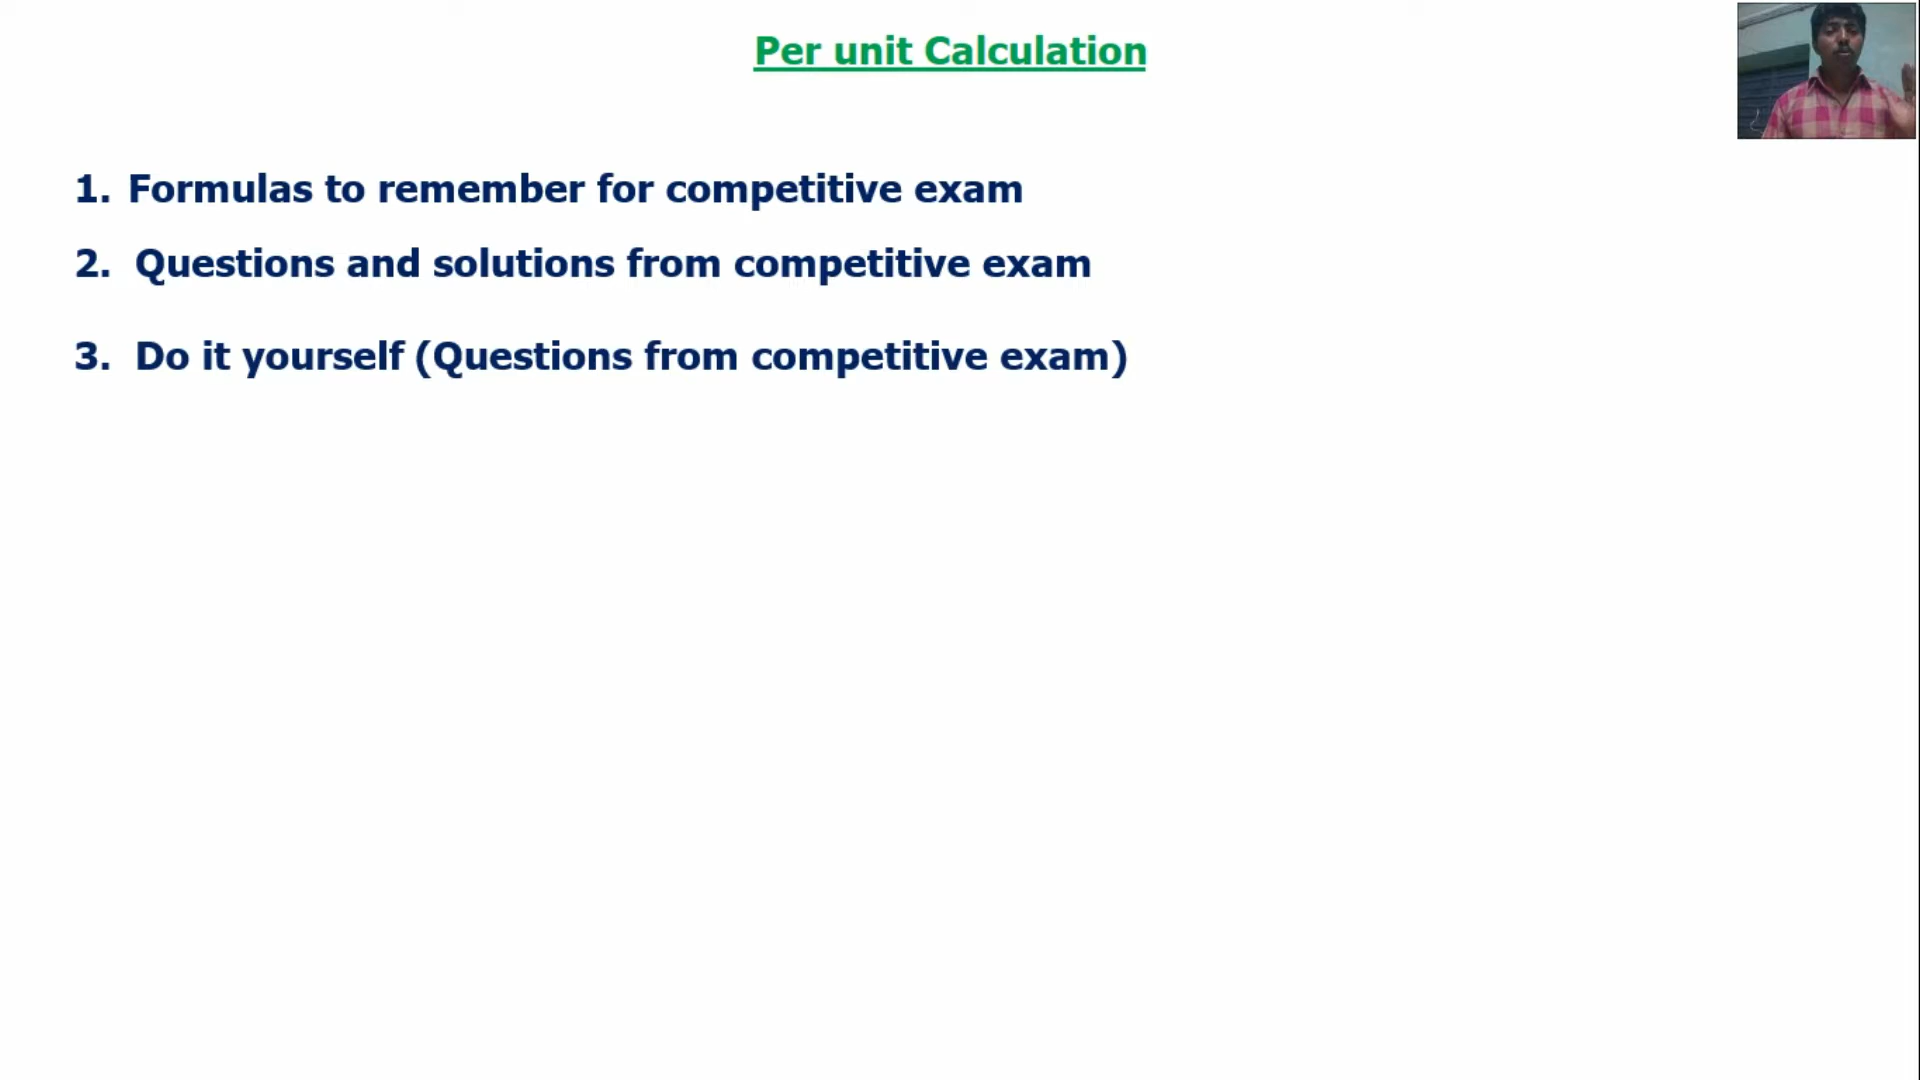 Per unit Calculation
1. Formulas to remember for competitive exam
2. Questions and solutions from competitive exam
3. Do it yourself (Questions from competitive exam)